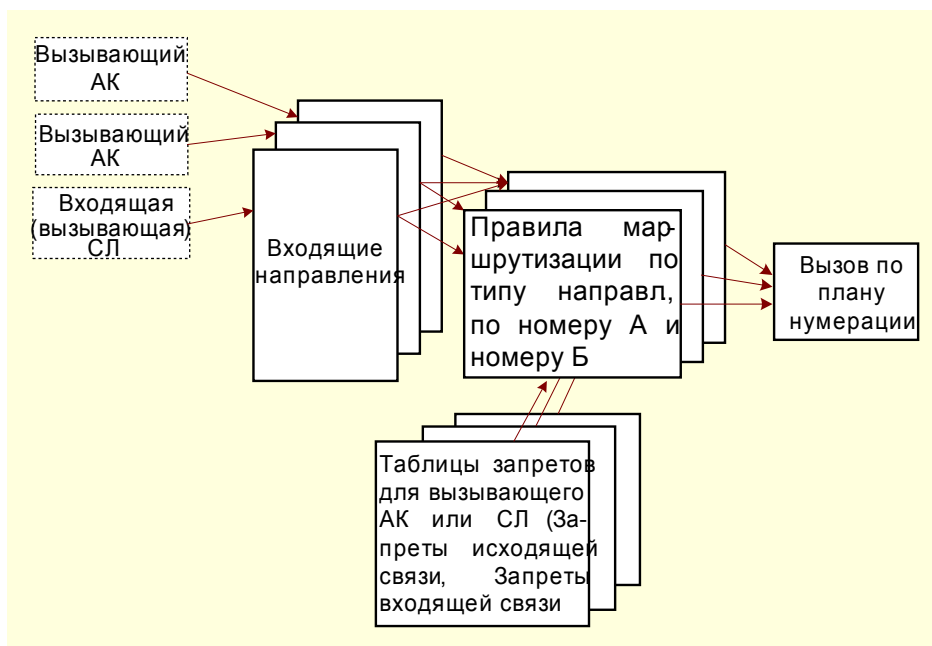 Вызывающий
АК
Вызывающий
АК
Входящая
(вызывающая)
СЛ
Входящие
направления
Правила мар-
шрутизации по
типу направл.,
по номеру А и
номеру Б
Вызов по
плану
нумерации
Таблицы запретов
для вызывающего
АК или СЛ (За-
преты исходящей
связи, Запреты
входящей связи